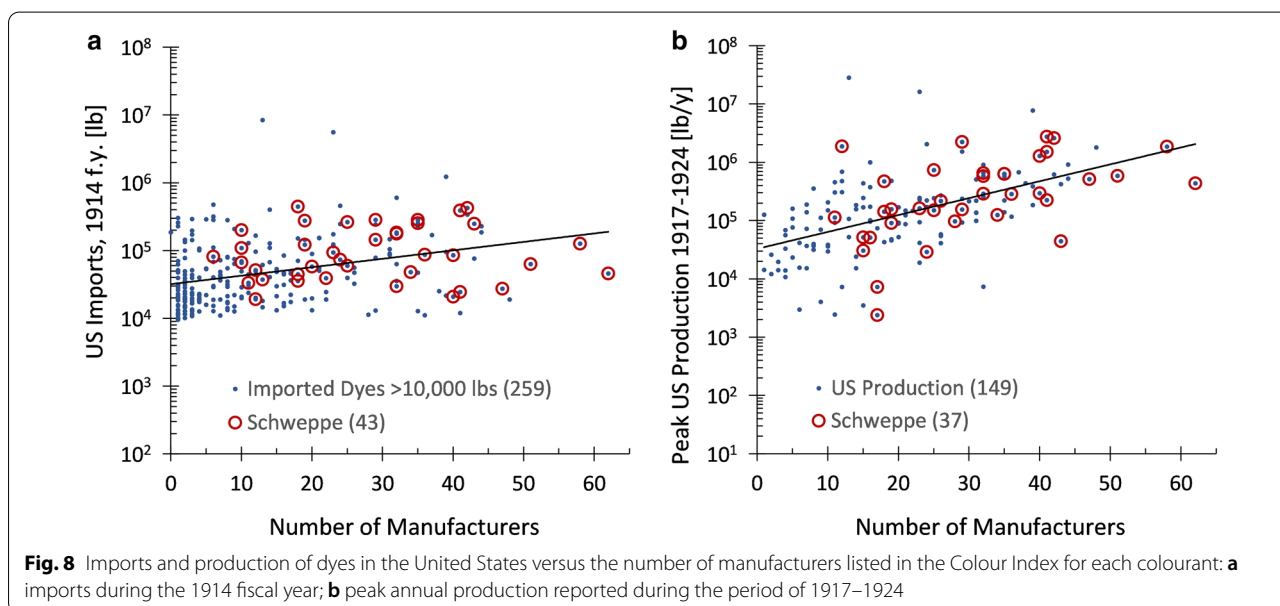 a
10⁸
10⁷
10⁶
10⁵
10⁴
10³
10²
US Imports, 1914 f.y. [lb]
Imported Dyes >10,000 lbs (259)
Schweppe (43)
0 10 20 30 40 50 60
Number of Manufacturers
b
10⁸
10⁷
10⁶
10⁵
10⁴
10³
10²
10¹
Peak US Production 1917-1924 [lb/y]
US Production (149)
Schweppe (37)
0 10 20 30 40 50 60
Number of Manufacturers
Fig. 8 Imports and production of dyes in the United States versus the number of manufacturers listed in the Colour Index for each colourant: a
imports during the 1914 fiscal year; b peak annual production reported during the period of 1917–1924